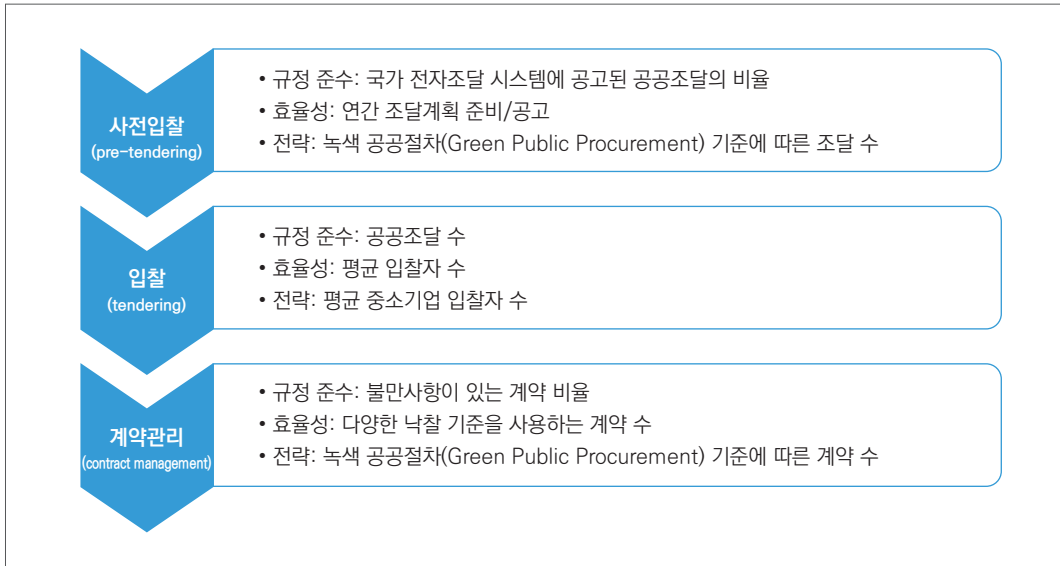 사전입찰
(pre-tendering)
• 규정 준수: 국가 전자조달 시스템에 공고된 공공조달의 비율
• 효율성: 연간 조달계획 준비/공고
• 전략: 녹색 공공절차(Green Public Procurement) 기준에 따른 조달 수
입찰
(tendering)
• 규정 준수: 공공조달 수
• 효율성: 평균 입찰자 수
• 전략: 평균 중소기업 입찰자 수
계약관리
(contract management)
• 규정 준수: 불만사항이 있는 계약 비율
• 효율성: 다양한 낙찰 기준을 사용하는 계약 수
• 전략: 녹색 공공절차(Green Public Procurement) 기준에 따른 계약 수